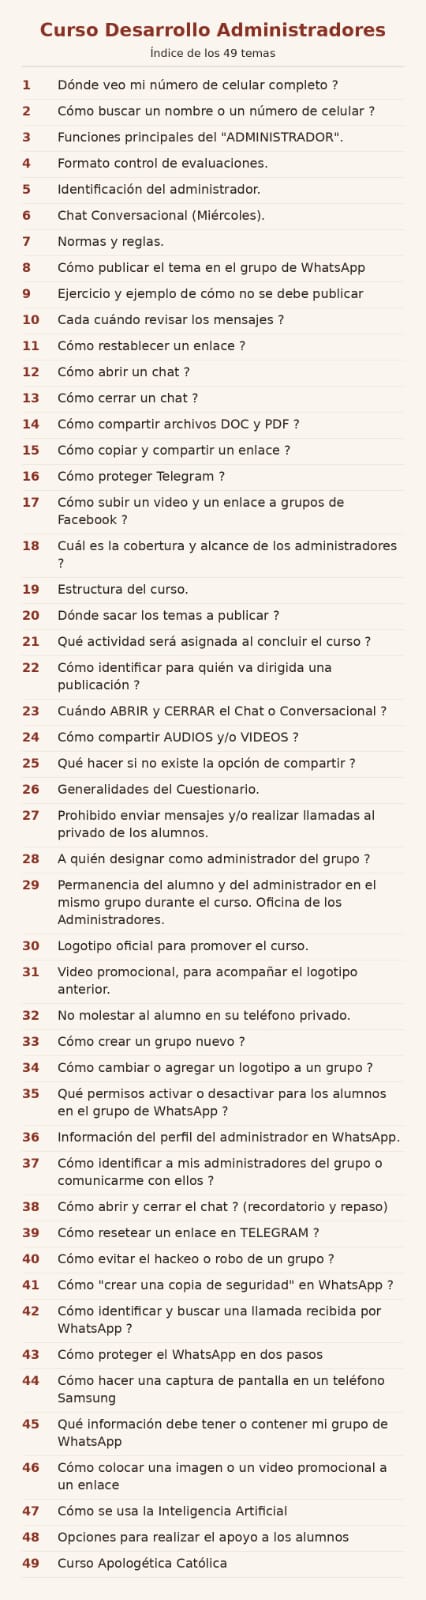 Curso Desarrollo Administradores
Índice de los 49 temas
1 Dónde veo mi número de celular completo ?
2 Cómo buscar un nombre o un número de celular ?
3 Funciones principales del "ADMINISTRADOR".
4 Formato control de evaluaciones.
5 Identificación del administrador.
6 Chat Conversacional (Miércoles).
7 Normas y reglas.
8 Cómo publicar el tema en el grupo de WhatsApp
9 Ejercicio y ejemplo de cómo no se debe publicar
10 Cada cuándo revisar los mensajes ?
11 Cómo restablecer un enlace ?
12 Cómo abrir un chat ?
13 Cómo cerrar un chat ?
14 Cómo compartir archivos DOC y PDF ?
15 Cómo copiar y compartir un enlace ?
16 Cómo proteger Telegram ?
17 Cómo subir un video y un enlace a grupos de
Facebook ?
18 Cuál es la cobertura y alcance de los administradores
?
19 Estructura del curso.
20 Dónde sacar los temas a publicar ?
21 Qué actividad será asignada al concluir el curso ?
22 Cómo identificar para quién va dirigida una
publicación ?
23 Cuándo ABRIR y CERRAR el Chat o Conversacional ?
24 Cómo compartir AUDIOS y/o VIDEOS ?
25 Qué hacer si no existe la opción de compartir ?
26 Generalidades del Cuestionario.
27 Prohibido enviar mensajes y/o realizar llamadas al
privado de los alumnos.
28 A quién designar como administrador del grupo ?
29 Permanencia del alumno y del administrador en el
mismo grupo durante el curso. Oficina de los
Administradores.
30 Logotipo oficial para promover el curso.
31 Video promocional, para acompañar el logotipo
anterior.
32 No molestar al alumno en su teléfono privado.
33 Cómo crear un grupo nuevo ?
34 Cómo cambiar o agregar un logotipo a un grupo ?
35 Qué permisos activar o desactivar para los alumnos
en el grupo de WhatsApp ?
36 Información del perfil del administrador en WhatsApp.
37 Cómo identificar a mis administradores del grupo o
comunicarme con ellos ?
38 Cómo abrir y cerrar el chat ? (recordatorio y repaso)
39 Cómo resetear un enlace en TELEGRAM ?
40 Cómo evitar el hackeo o robo de un grupo ?
41 Cómo "crear una copia de seguridad" en WhatsApp ?
42 Cómo identificar y buscar una llamada recibida por
WhatsApp ?
43 Cómo proteger el WhatsApp en dos pasos
44 Cómo hacer una captura de pantalla en un teléfono
Samsung
45 Qué información debe tener o contener mi grupo de
WhatsApp
46 Cómo colocar una imagen o un video promocional a
un enlace
47 Cómo se usa la Inteligencia Artificial
48 Opciones para realizar el apoyo a los alumnos
49 Curso Apologética Católica